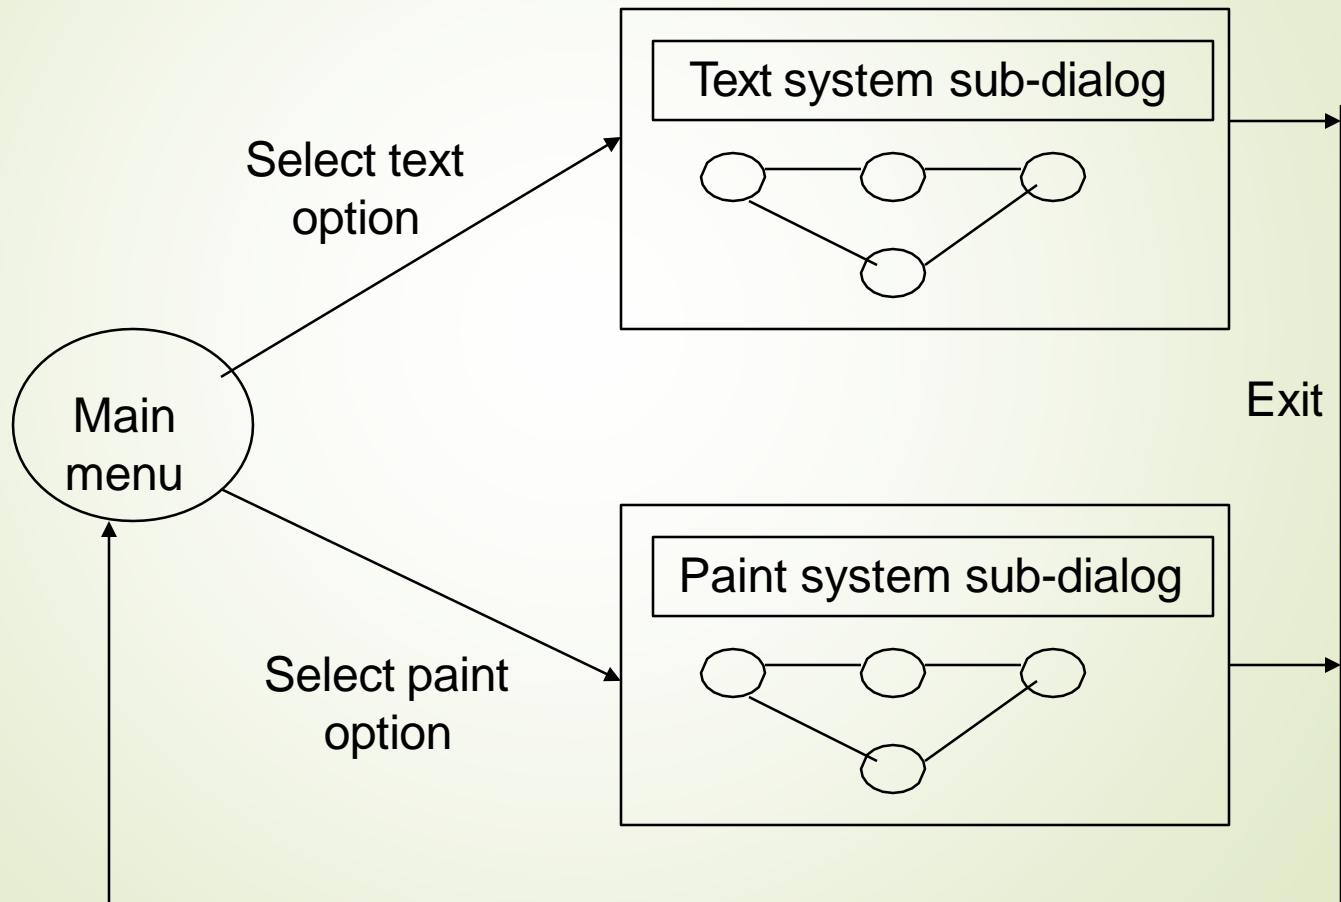 Text system sub-dialog
Select text
option
Main
menu
Exit
Paint system sub-dialog
Select paint
option